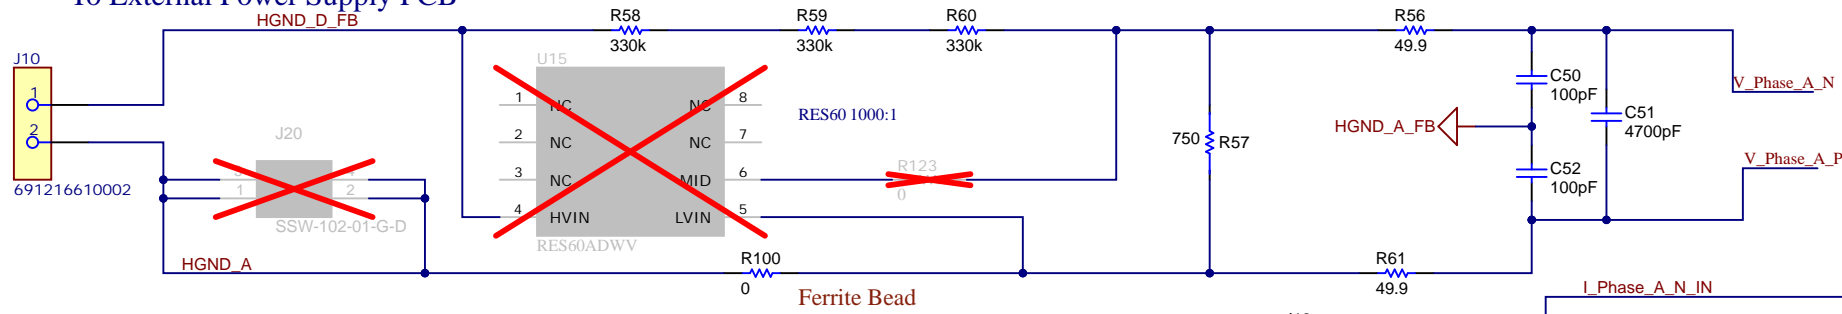 To External Power Supply PCB
HGND_D_FB
R58
330k
R59
330k
R60
330k
R56
49.9
J10
1
2
691216610002
U15
1
NC
NC
8
2
NC
NC
7
3
NC
MID
6
4
HVIN
LVIN
5
RES60ADWV
RES60 1000:1
J20
1
2
SSW-102-01-G-D
R123
0
750
R57
HGND_A_FB
C50
100pF
C51
4700pF
C52
100pF
V_Phase_A_N
V_Phase_A_P
HGND_A
R100
0
Ferrite Bead
R61
49.9
I_Phase_A_N_IN